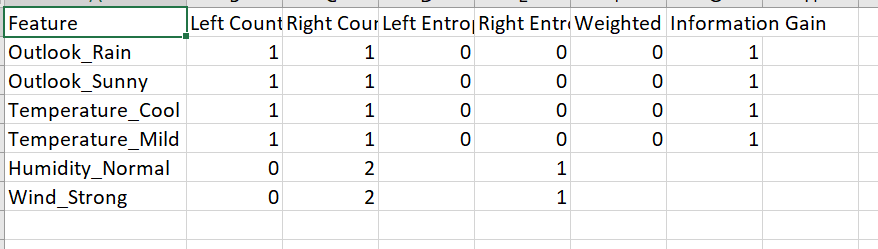 Feature Left Count Right Cour Left Entro Right Entr Weighted Information Gain
Outlook_Rain 1 1 0 0 0 1
Outlook_Sunny 1 1 0 0 0 1
Temperature_Cool 1 1 0 0 0 1
Temperature_Mild 1 1 0 0 0 1
Humidity_Normal 0 2 1
Wind_Strong 0 2 1